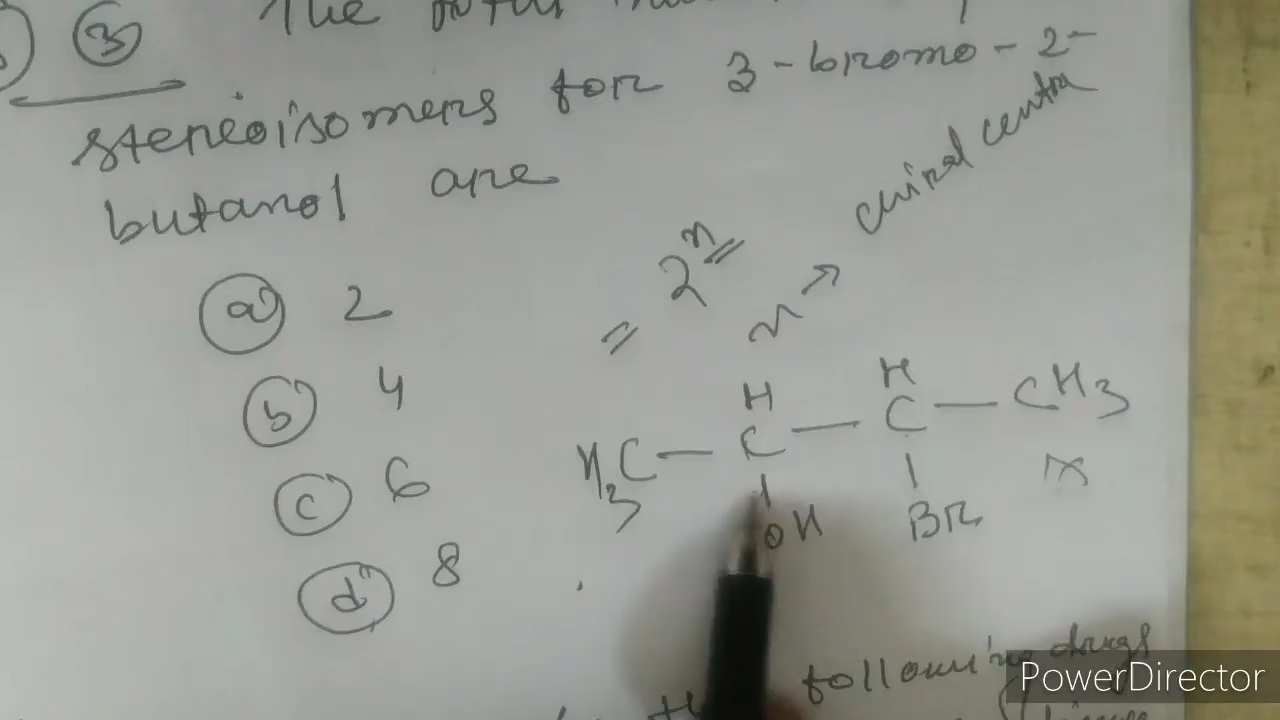 ③ The
stereoisomers for 3-bromo-2-
butanol are
a) 2
b) 4
c) 6
d) 8
= 2ⁿ
n → chiral centra
H H
H₃C — C — C — CH₃
OH Br
following drugs
PowerDirector